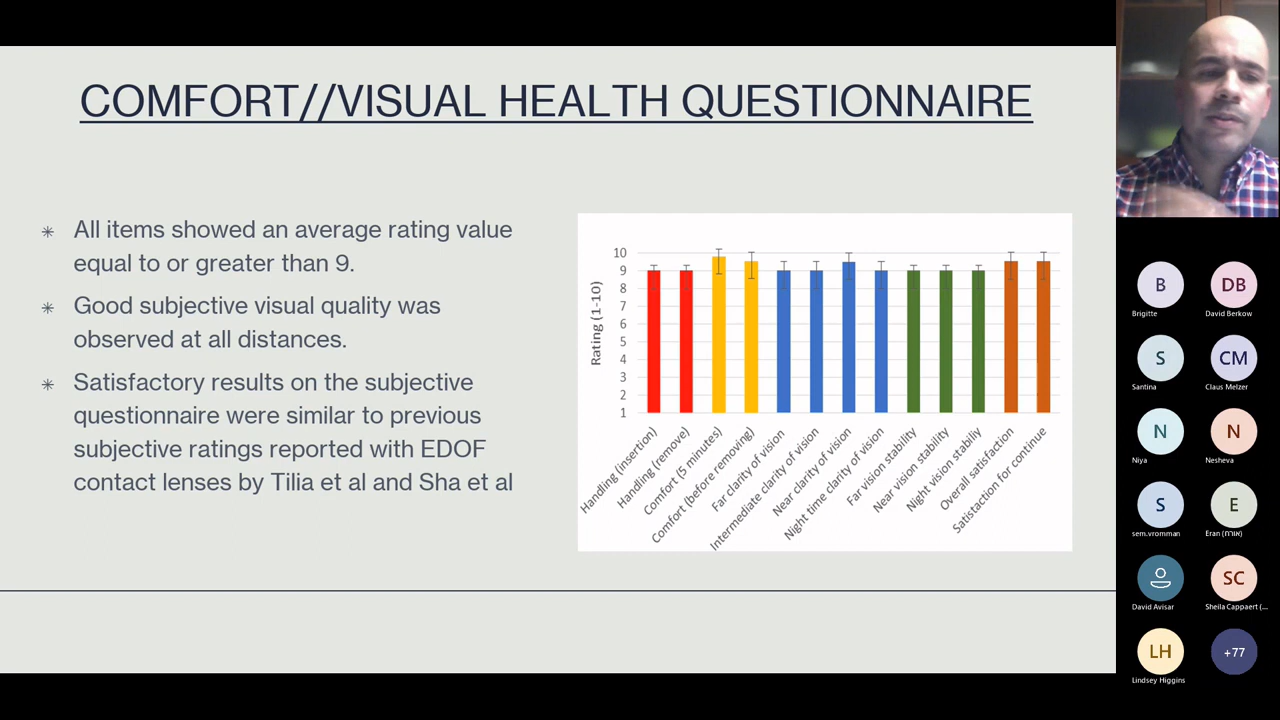 COMFORT//VISUAL HEALTH QUESTIONNAIRE
All items showed an average rating value
equal to or greater than 9.
Good subjective visual quality was
observed at all distances.
Satisfactory results on the subjective
questionnaire were similar to previous
subjective ratings reported with EDOF
contact lenses by Tilia et al and Sha et al
Rating (1-10)
10
9
8
7
6
5
4
3
2
1
Handling (insertion)
Handling (remove)
Comfort (5 minutes)
Comfort (before removing)
Far clarity of vision
Intermediate clarity of vision
Near clarity of vision
Night time clarity of vision
Far vision stability
Near vision stability
Night vision stabiliy
Overall satisfaction
Satistaction for continue
B
DB
Brigitte
David Berkow
S
CM
Santina
Claus Melzer
N
N
Niya
Nesheva
S
E
sem.vromman
Eran (אורח)
SC
David Avisar
Sheila Cappaert (...
LH
+77
Lindsey Higgins